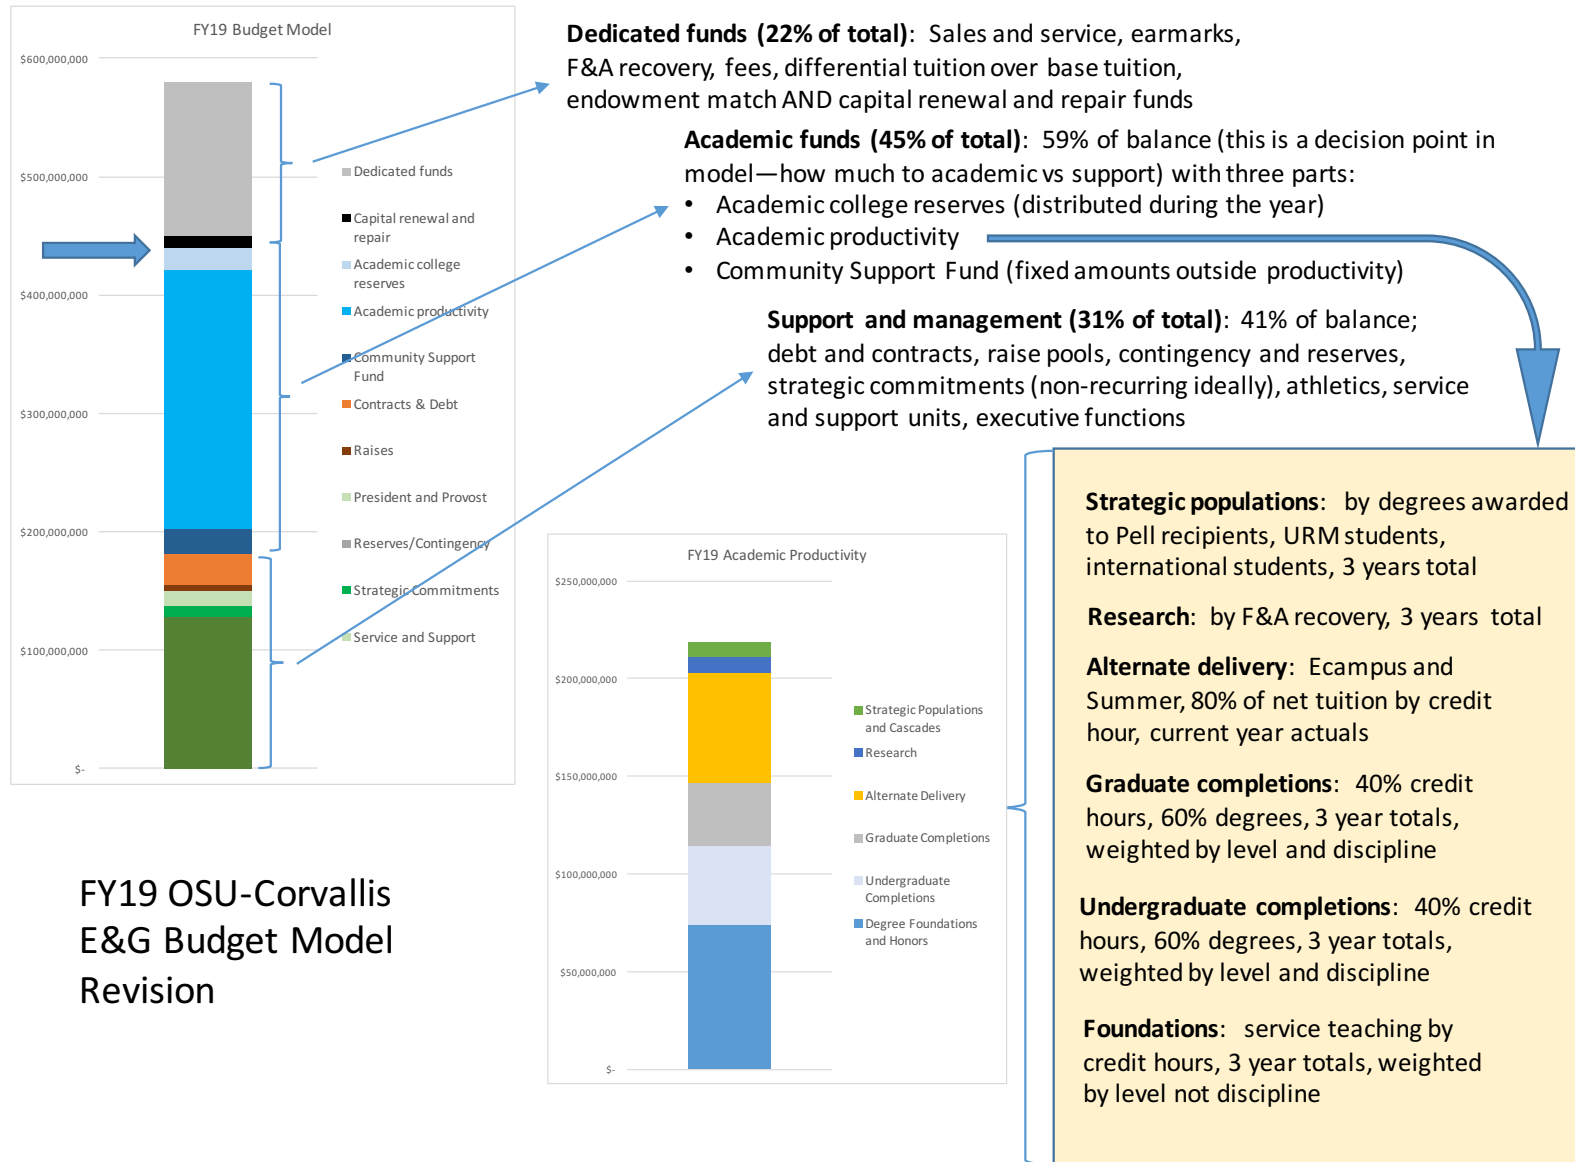 FY19 Budget Model
$600,000,000
$500,000,000
$400,000,000
$300,000,000
$200,000,000
$100,000,000
$-
Dedicated funds
Capital renewal and
repair
Academic college
reserves
Academic productivity
Community Support
Fund
Contracts & Debt
Raises
President and Provost
Reserves/Contingency
Strategic Commitments
Service and Support
Dedicated funds (22% of total): Sales and service, earmarks,
F&A recovery, fees, differential tuition over base tuition,
endowment match AND capital renewal and repair funds
Academic funds (45% of total): 59% of balance (this is a decision point in
model—how much to academic vs support) with three parts:
• Academic college reserves (distributed during the year)
• Academic productivity
• Community Support Fund (fixed amounts outside productivity)
Support and management (31% of total): 41% of balance;
debt and contracts, raise pools, contingency and reserves,
strategic commitments (non-recurring ideally), athletics, service
and support units, executive functions
FY19 Academic Productivity
$250,000,000
$200,000,000
$150,000,000
$100,000,000
$50,000,000
$-
Strategic Populations
and Cascades
Research
Alternate Delivery
Graduate Completions
Undergraduate
Completions
Degree Foundations
and Honors
Strategic populations: by degrees awarded
to Pell recipients, URM students,
international students, 3 years total
Research: by F&A recovery, 3 years total
Alternate delivery: Ecampus and
Summer, 80% of net tuition by credit
hour, current year actuals
Graduate completions: 40% credit
hours, 60% degrees, 3 year totals,
weighted by level and discipline
Undergraduate completions: 40% credit
hours, 60% degrees, 3 year totals,
weighted by level and discipline
Foundations: service teaching by
credit hours, 3 year totals, weighted
by level not discipline
FY19 OSU-Corvallis
E&G Budget Model
Revision